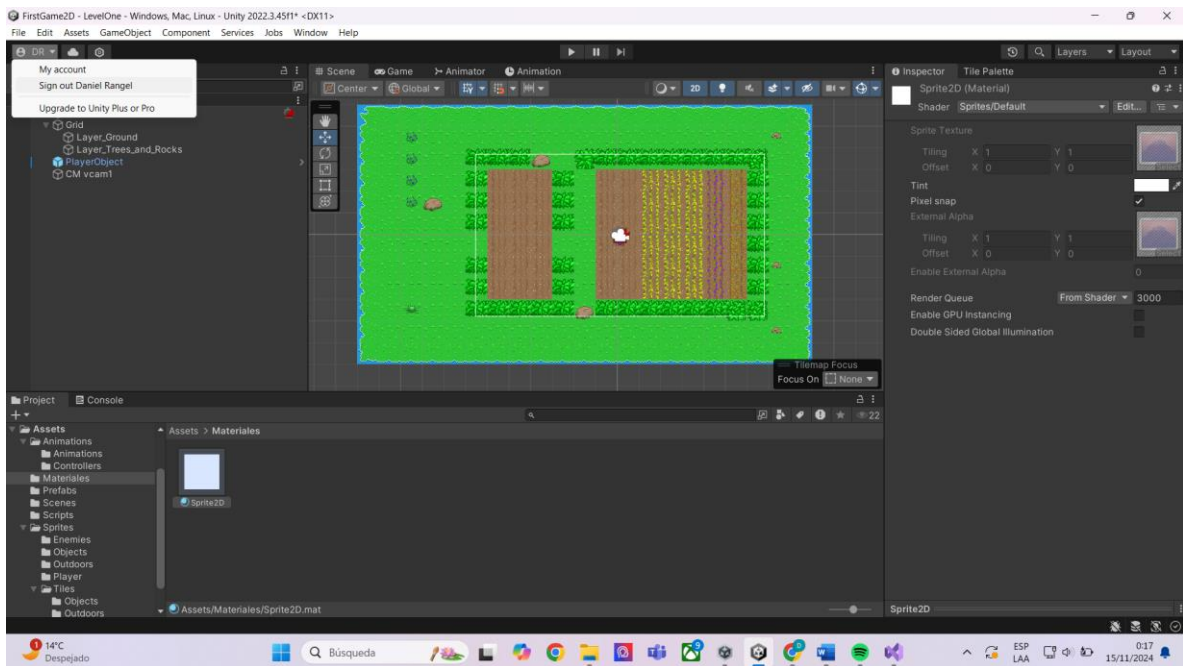 FirstGame2D - LevelOne - Windows, Mac, Linux - Unity 2022.3.45f1* <DX11>
File Edit Assets GameObject Component Services Jobs Window Help
DR
Layers Layout
My account
Sign out Daniel Rangel
Upgrade to Unity Plus or Pro
Grid
Layer_Ground
Layer_Trees_and_Rocks
PlayerObject
CM vcam1
Scene Game Animator Animation
Center Global 2D
Tilemap Focus
Focus On None
Inspector Tile Palette
Sprite2D (Material)
Shader Sprites/Default Edit...
Sprite Texture
Tiling X 1 Y 1
Offset X 0 Y 0 Select
Tint
Pixel snap
External Alpha
Tiling X 1 Y 1
Offset X 0 Y 0 Select
Enable External Alpha 0
Render Queue From Shader 3000
Enable GPU Instancing
Double Sided Global Illumination
Project Console
22
Assets
Animations
Animations
Controllers
Materiales
Prefabs
Scenes
Scripts
Sprites
Enemies
Objects
Outdoors
Player
Tiles
Objects
Outdoors
Assets > Materiales
Sprite2D
Assets/Materiales/Sprite2D.mat
Sprite2D
1
14°C
Despejado
Búsqueda
ESP
LAA
0:17
15/11/2024